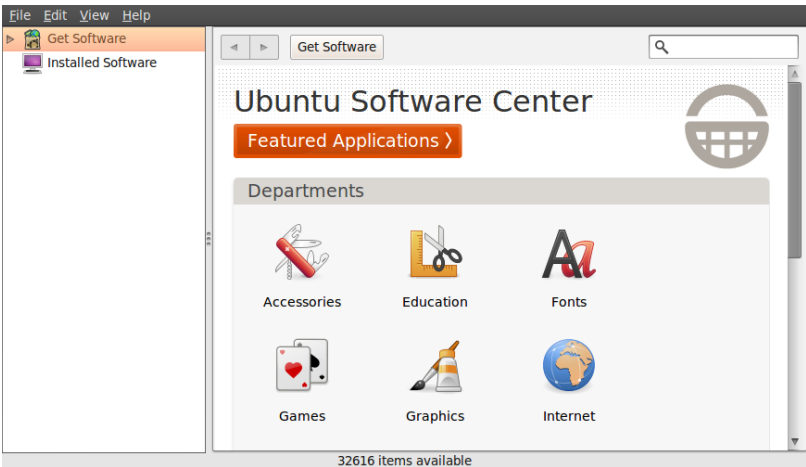 File Edit View Help
Get Software
Installed Software
Get Software
Ubuntu Software Center
Featured Applications 〉
Departments
Accessories Education Fonts
Games Graphics Internet
32616 items available